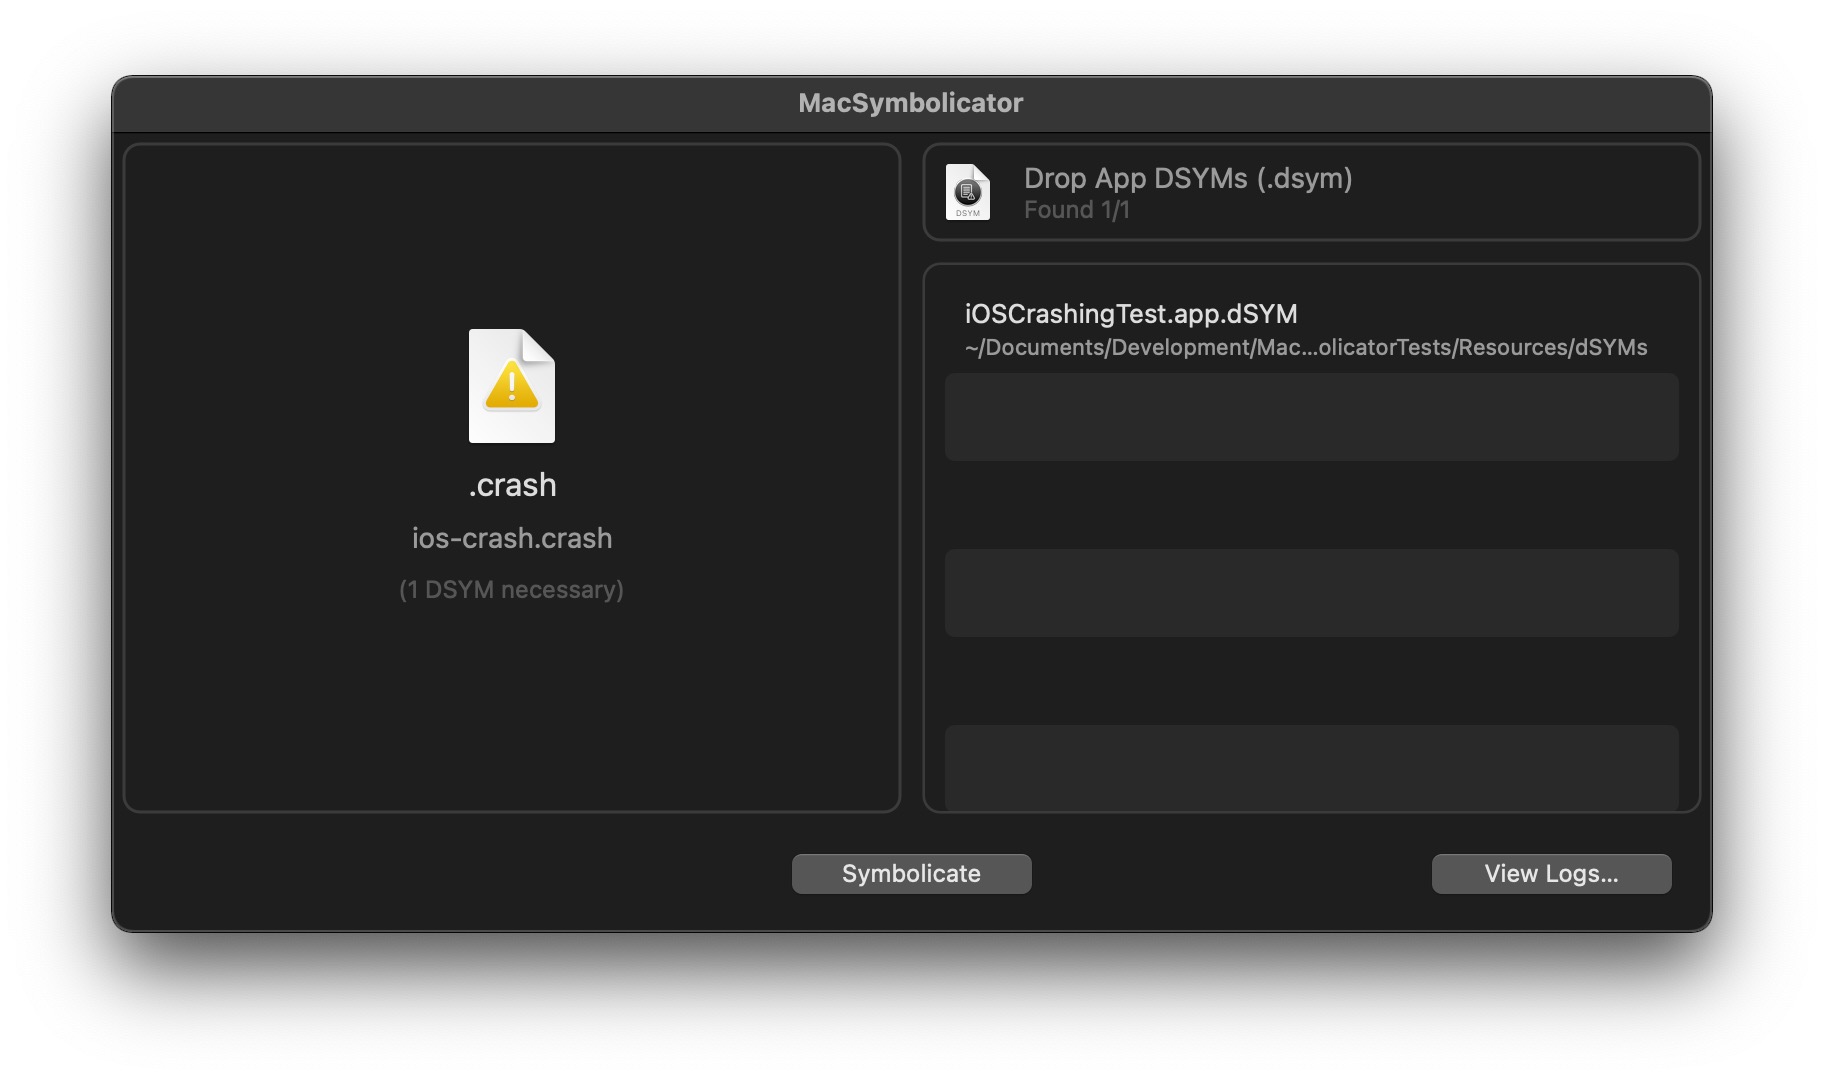 MacSymbolicator
.crash
ios-crash.crash
(1 DSYM necessary)
DSYM
Drop App DSYMs (.dsym)
Found 1/1
iOSCrashingTest.app.dSYM
~/Documents/Development/Mac...olicatorTests/Resources/dSYMs
Symbolicate
View Logs...